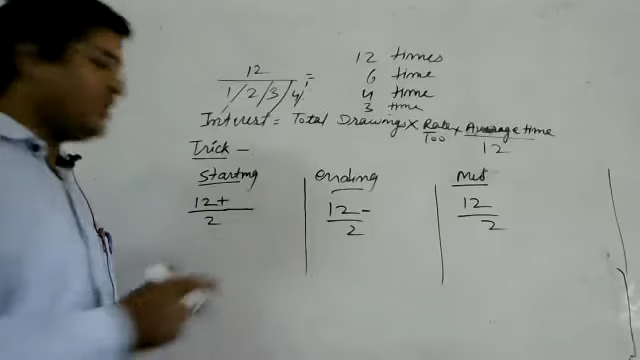 12
1/2/3/4 =
12 times
6 time
4 time
3 time
Interest = Total Drawings × Rate/100 × Average time/12
Trick -
Starting
12+
2
ending
12-
2
Mid
12
2